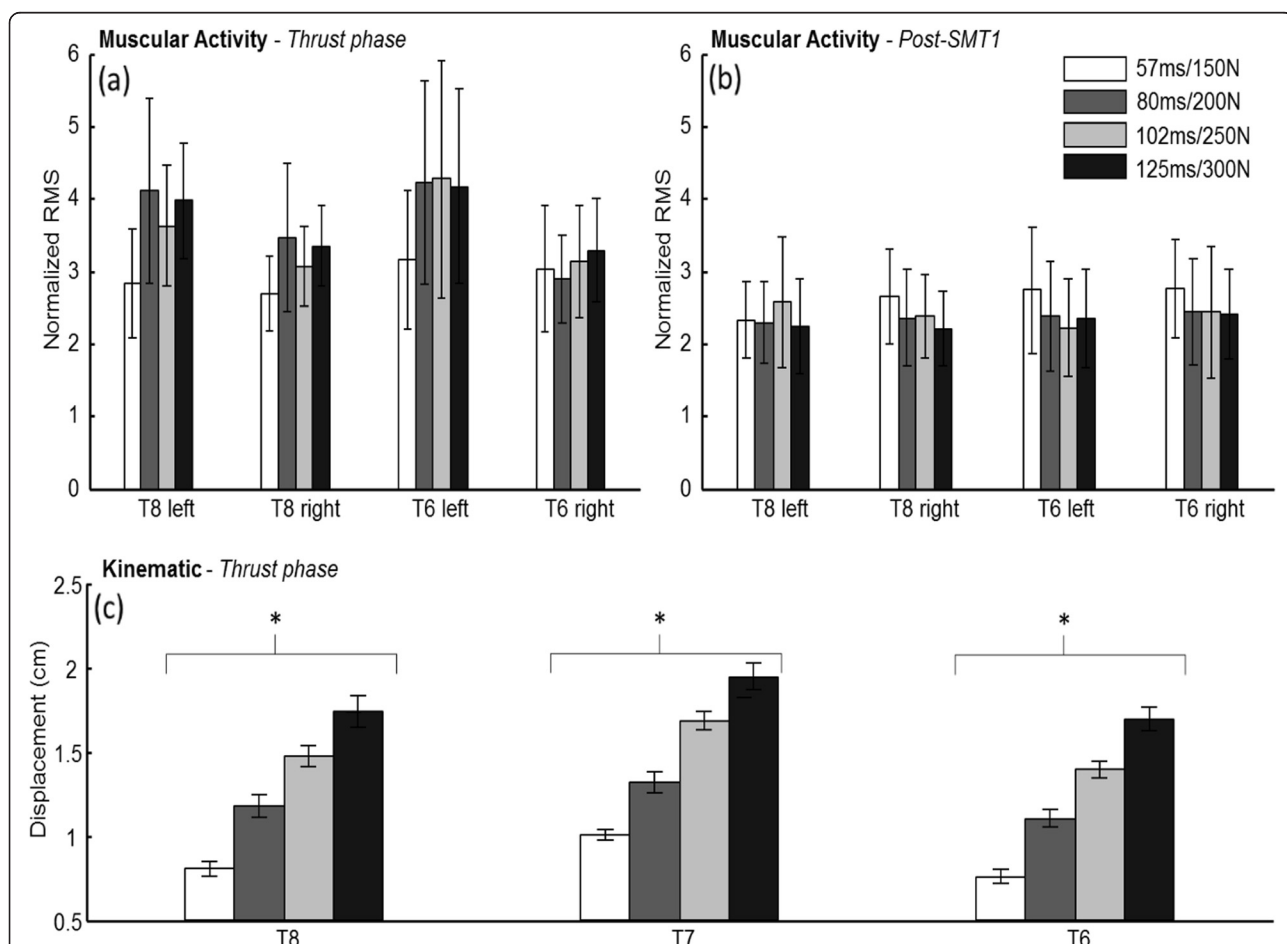 Muscular Activity - Thrust phase
(a)
Normalized RMS
6
5
4
3
2
1
0
T8 left T8 right T6 left T6 right
Muscular Activity - Post-SMT1
(b)
Normalized RMS
6
5
4
3
2
1
0
T8 left T8 right T6 left T6 right
57ms/150N
80ms/200N
102ms/250N
125ms/300N
Kinematic - Thrust phase
(c)
Displacement (cm)
2.5
2
1.5
1
0.5
* * *
T8 T7 T6